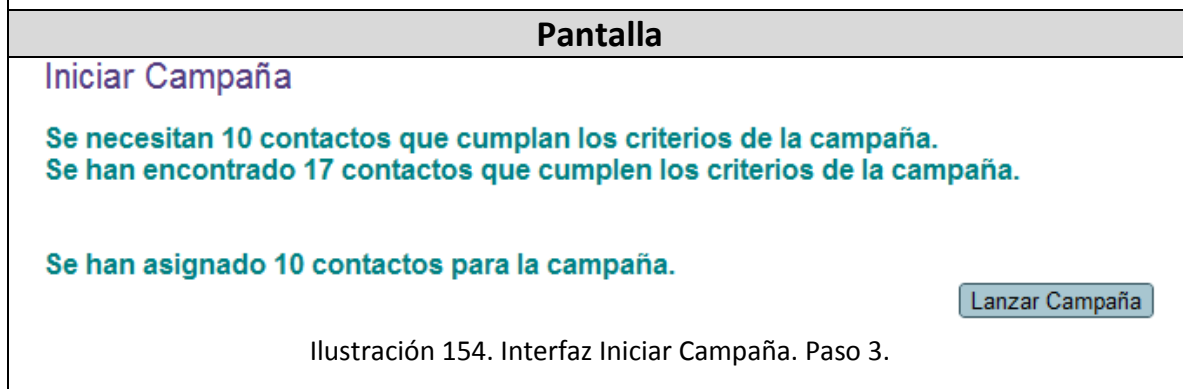 Pantalla
Iniciar Campaña
Se necesitan 10 contactos que cumplan los criterios de la campaña.
Se han encontrado 17 contactos que cumplen los criterios de la campaña.
Se han asignado 10 contactos para la campaña.
Lanzar Campaña
Ilustración 154. Interfaz Iniciar Campaña. Paso 3.